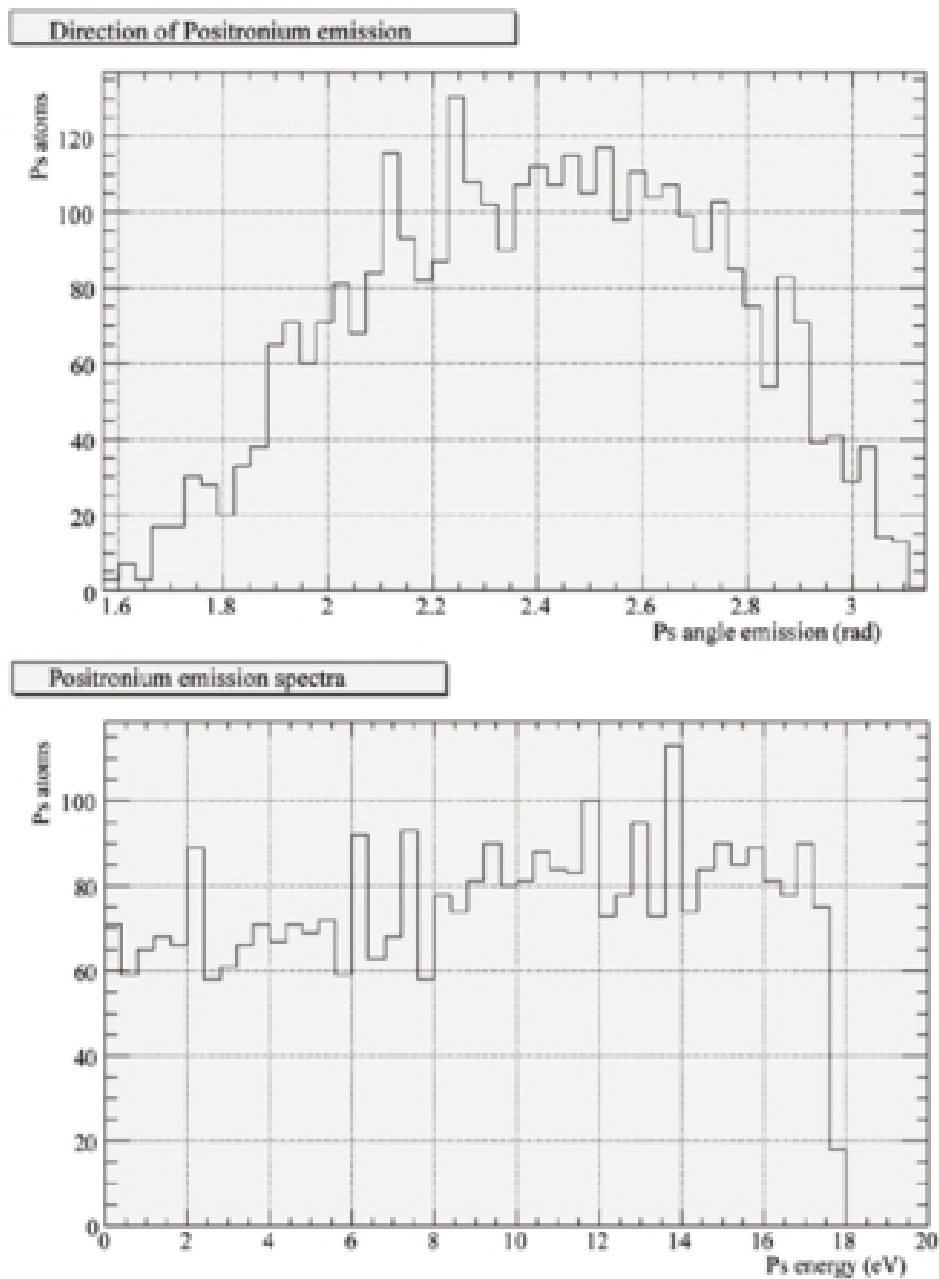 Direction of Positronium emission
Ps atoms
120
100
80
60
40
20
0
1.6 1.8 2 2.2 2.4 2.6 2.8 3
Ps angle emission (rad)
Positronium emission spectra
Ps atoms
100
80
60
40
20
0
0 2 4 6 8 10 12 14 16 18 20
Ps energy (eV)